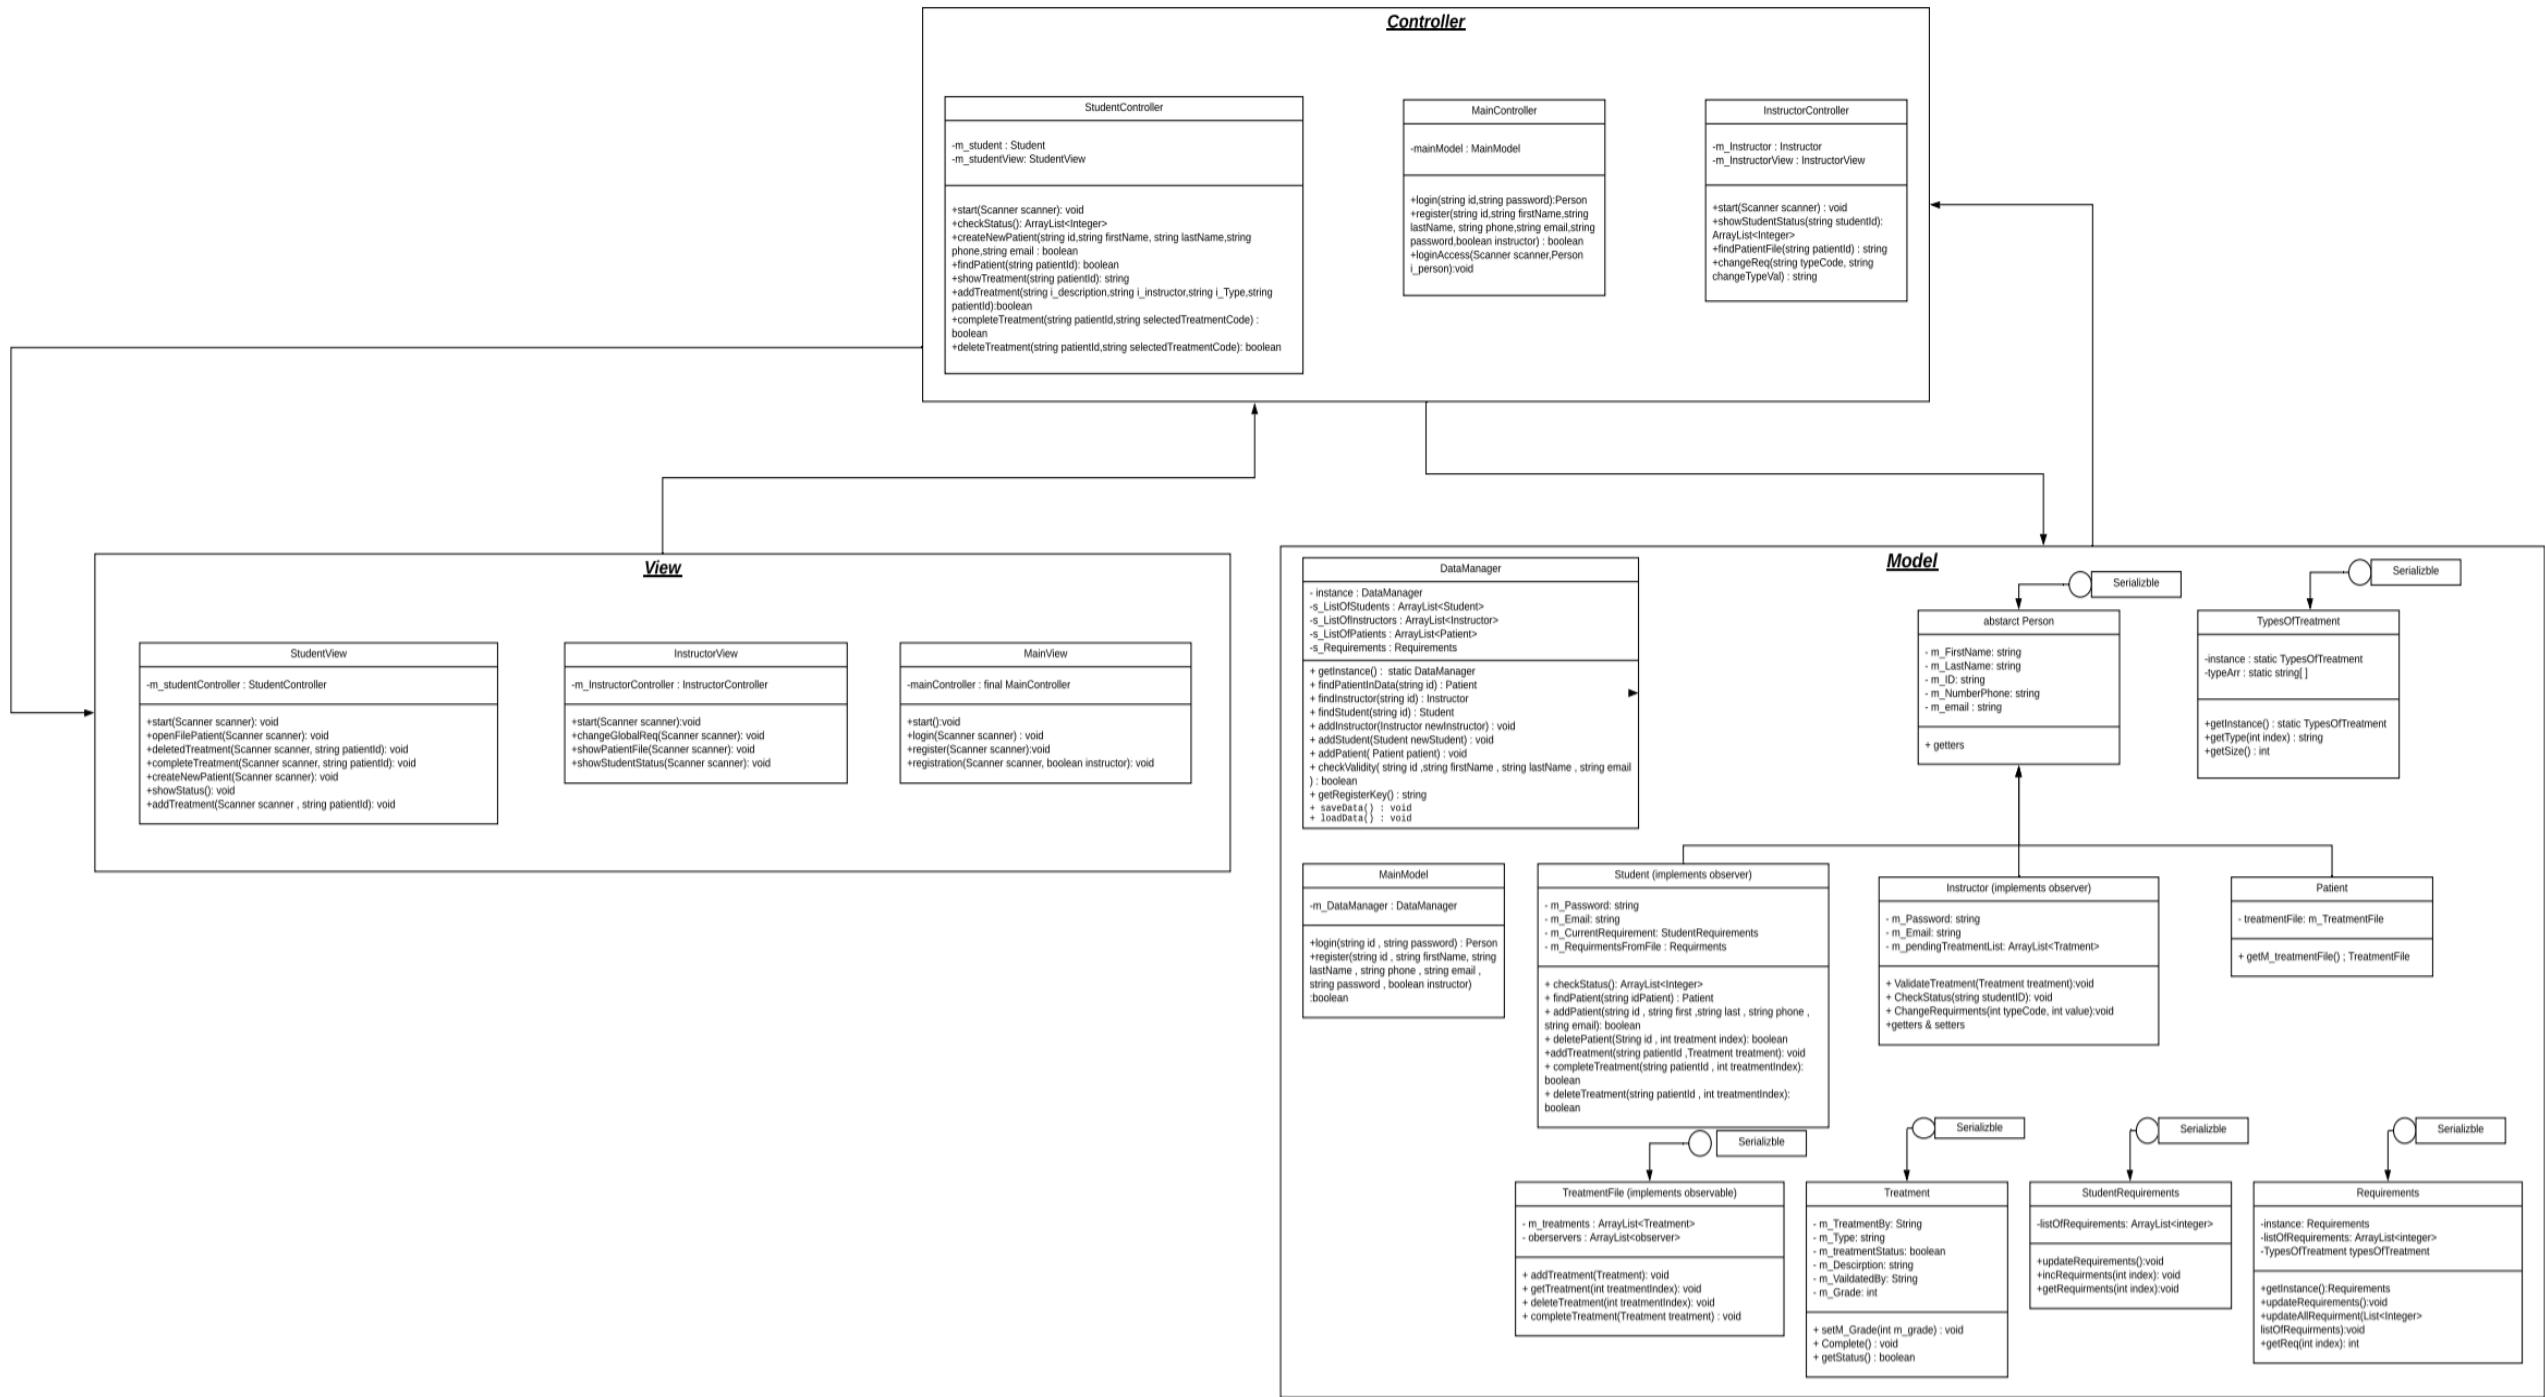 Controller
StudentController
-m_student : Student
-m_studentView: StudentView
+start(Scanner scanner): void
+checkStatus(): ArrayList<Integer>
+createNewPatient(string id,string firstName, string lastName,string
phone,string email : boolean
+findPatient(string patientId): boolean
+showTreatment(string patientId): string
+addTreatment(string i_description,string i_instructor,string i_Type,string
patientId):boolean
+completeTreatment(string patientId,string selectedTreatmentCode) :
boolean
+deleteTreatment(string patientId,string selectedTreatmentCode): boolean
MainController
-mainModel : MainModel
+login(string id,string password):Person
+register(string id,string firstName,string
lastName, string phone,string email,string
password,boolean instructor) : boolean
+loginAccess(Scanner scanner,Person
i_person):void
InstructorController
-m_Instructor : Instructor
-m_InstructorView : InstructorView
+start(Scanner scanner) : void
+showStudentStatus(string studentId):
ArrayList<Integer>
+findPatientFile(string patientId) : string
+changeReq(string typeCode, string
changeTypeVal) : string
View
StudentView
-m_studentController : StudentController
+start(Scanner scanner): void
+openFilePatient(Scanner scanner): void
+deletedTreatment(Scanner scanner, string patientId): void
+completeTreatment(Scanner scanner, string patientId): void
+createNewPatient(Scanner scanner): void
+showStatus(): void
+addTreatment(Scanner scanner , string patientId): void
InstructorView
-m_InstructorController : InstructorController
+start(Scanner scanner):void
+changeGlobalReq(Scanner scanner): void
+showPatientFile(Scanner scanner): void
+showStudentStatus(Scanner scanner): void
MainView
-mainController : final MainController
+start():void
+login(Scanner scanner) : void
+register(Scanner scanner):void
+registration(Scanner scanner, boolean instructor): void
Model
DataManager
- instance : DataManager
-s_ListOfStudents : ArrayList<Student>
-s_ListOfInstructors : ArrayList<Instructor>
-s_ListOfPatients : ArrayList<Patient>
-s_Requirements : Requirements
+ getInstance() :  static DataManager
+ findPatientInData(string id) : Patient
+ findInstructor(string id) : Instructor
+ findStudent(string id) : Student
+ addInstructor(Instructor newInstructor) : void
+ addStudent(Student newStudent) : void
+ addPatient( Patient patient) : void
+ checkValidity( string id ,string firstName , string lastName , string email
) : boolean
+ getRegisterKey() : string
+ saveData() : void
+ loadData() : void
Serializble
abstarct Person
- m_FirstName: string
- m_LastName: string
- m_ID: string
- m_NumberPhone: string
- m_email : string
+ getters
Serializble
TypesOfTreatment
-instance : static TypesOfTreatment
-typeArr : static string[ ]
+getInstance() : static TypesOfTreatment
+getType(int index) : string
+getSize() : int
MainModel
-m_DataManager : DataManager
+login(string id , string password) : Person
+register(string id , string firstName, string
lastName , string phone , string email ,
string password , boolean instructor)
:boolean
Student (implements observer)
- m_Password: string
- m_Email: string
- m_CurrentRequirement: StudentRequirements
- m_RequirmentsFromFile : Requirments
+ checkStatus(): ArrayList<Integer>
+ findPatient(string idPatient) : Patient
+ addPatient(string id , string first ,string last , string phone ,
string email): boolean
+ deletePatient(String id , int treatment index): boolean
+addTreatment(string patientId ,Treatment treatment): void
+ completeTreatment(string patientId , int treatmentIndex):
boolean
+ deleteTreatment(string patientId , int treatmentIndex):
boolean
Instructor (implements observer)
- m_Password: string
- m_Email: string
- m_pendingTreatmentList: ArrayList<Tratment>
+ ValidateTreatment(Treatment treatment):void
+ CheckStatus(string studentID): void
+ ChangeRequirments(int typeCode, int value):void
+getters & setters
Patient
- treatmentFile: m_TreatmentFile
+ getM_treatmentFile() ; TreatmentFile
Serializble
TreatmentFile (implements observable)
- m_treatments : ArrayList<Treatment>
- oberservers : ArrayList<observer>
+ addTreatment(Treatment): void
+ getTreatment(int treatmentIndex): void
+ deleteTreatment(int treatmentIndex): void
+ completeTreatment(Treatment treatment) : void
Serializble
Treatment
- m_TreatmentBy: String
- m_Type: string
- m_treatmentStatus: boolean
- m_Descirption: string
- m_VaildatedBy: String
- m_Grade: int
+ setM_Grade(int m_grade) : void
+ Complete() : void
+ getStatus() : boolean
Serializble
StudentRequirements
-listOfRequirements: ArrayList<integer>
+updateRequirements():void
+incRequirments(int index): void
+getRequirments(int index):void
Serializble
Requirements
-instance: Requirements
-listOfRequirements: ArrayList<integer>
-TypesOfTreatment typesOfTreatment
+getInstance():Requirements
+updateRequirements():void
+updateAllRequirment(List<Integer>
listOfRequirments):void
+getReq(int index): int